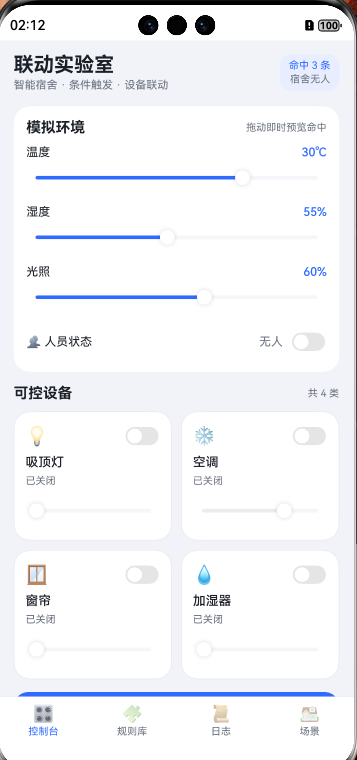 02:12
100
联动实验室
智能宿舍 · 条件触发 · 设备联动
命中 3 条
宿舍无人
模拟环境
拖动即时预览命中
温度
30℃
湿度
55%
光照
60%
人员状态
无人
可控设备
共 4 类
吸顶灯
已关闭
空调
已关闭
窗帘
已关闭
加湿器
已关闭
控制台
规则库
日志
场景